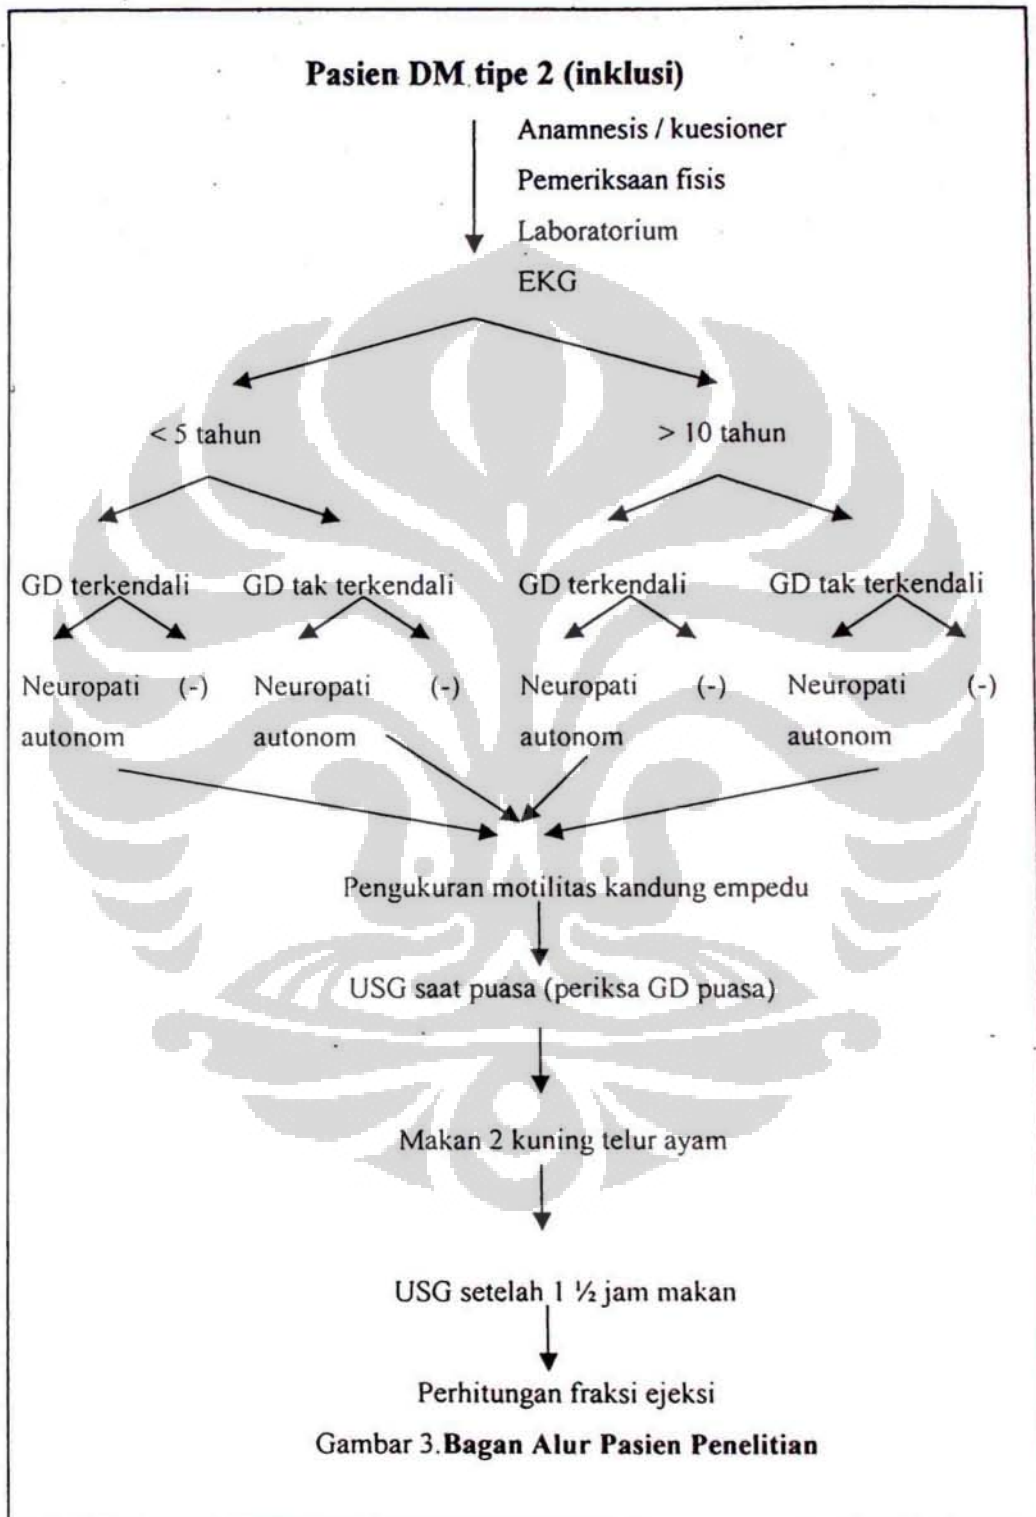 Pasien DM tipe 2 (inklusi)
Anamnesis / kuesioner
Pemeriksaan fisis
Laboratorium
EKG
< 5 tahun > 10 tahun
GD terkendali GD tak terkendali GD terkendali GD tak terkendali
Neuropati (-) Neuropati (-) Neuropati (-) Neuropati (-)
autonom autonom autonom autonom
Pengukuran motilitas kandung empedu
USG saat puasa (periksa GD puasa)
Makan 2 kuning telur ayam
USG setelah 1 ½ jam makan
Perhitungan fraksi ejeksi
Gambar 3.Bagan Alur Pasien Penelitian